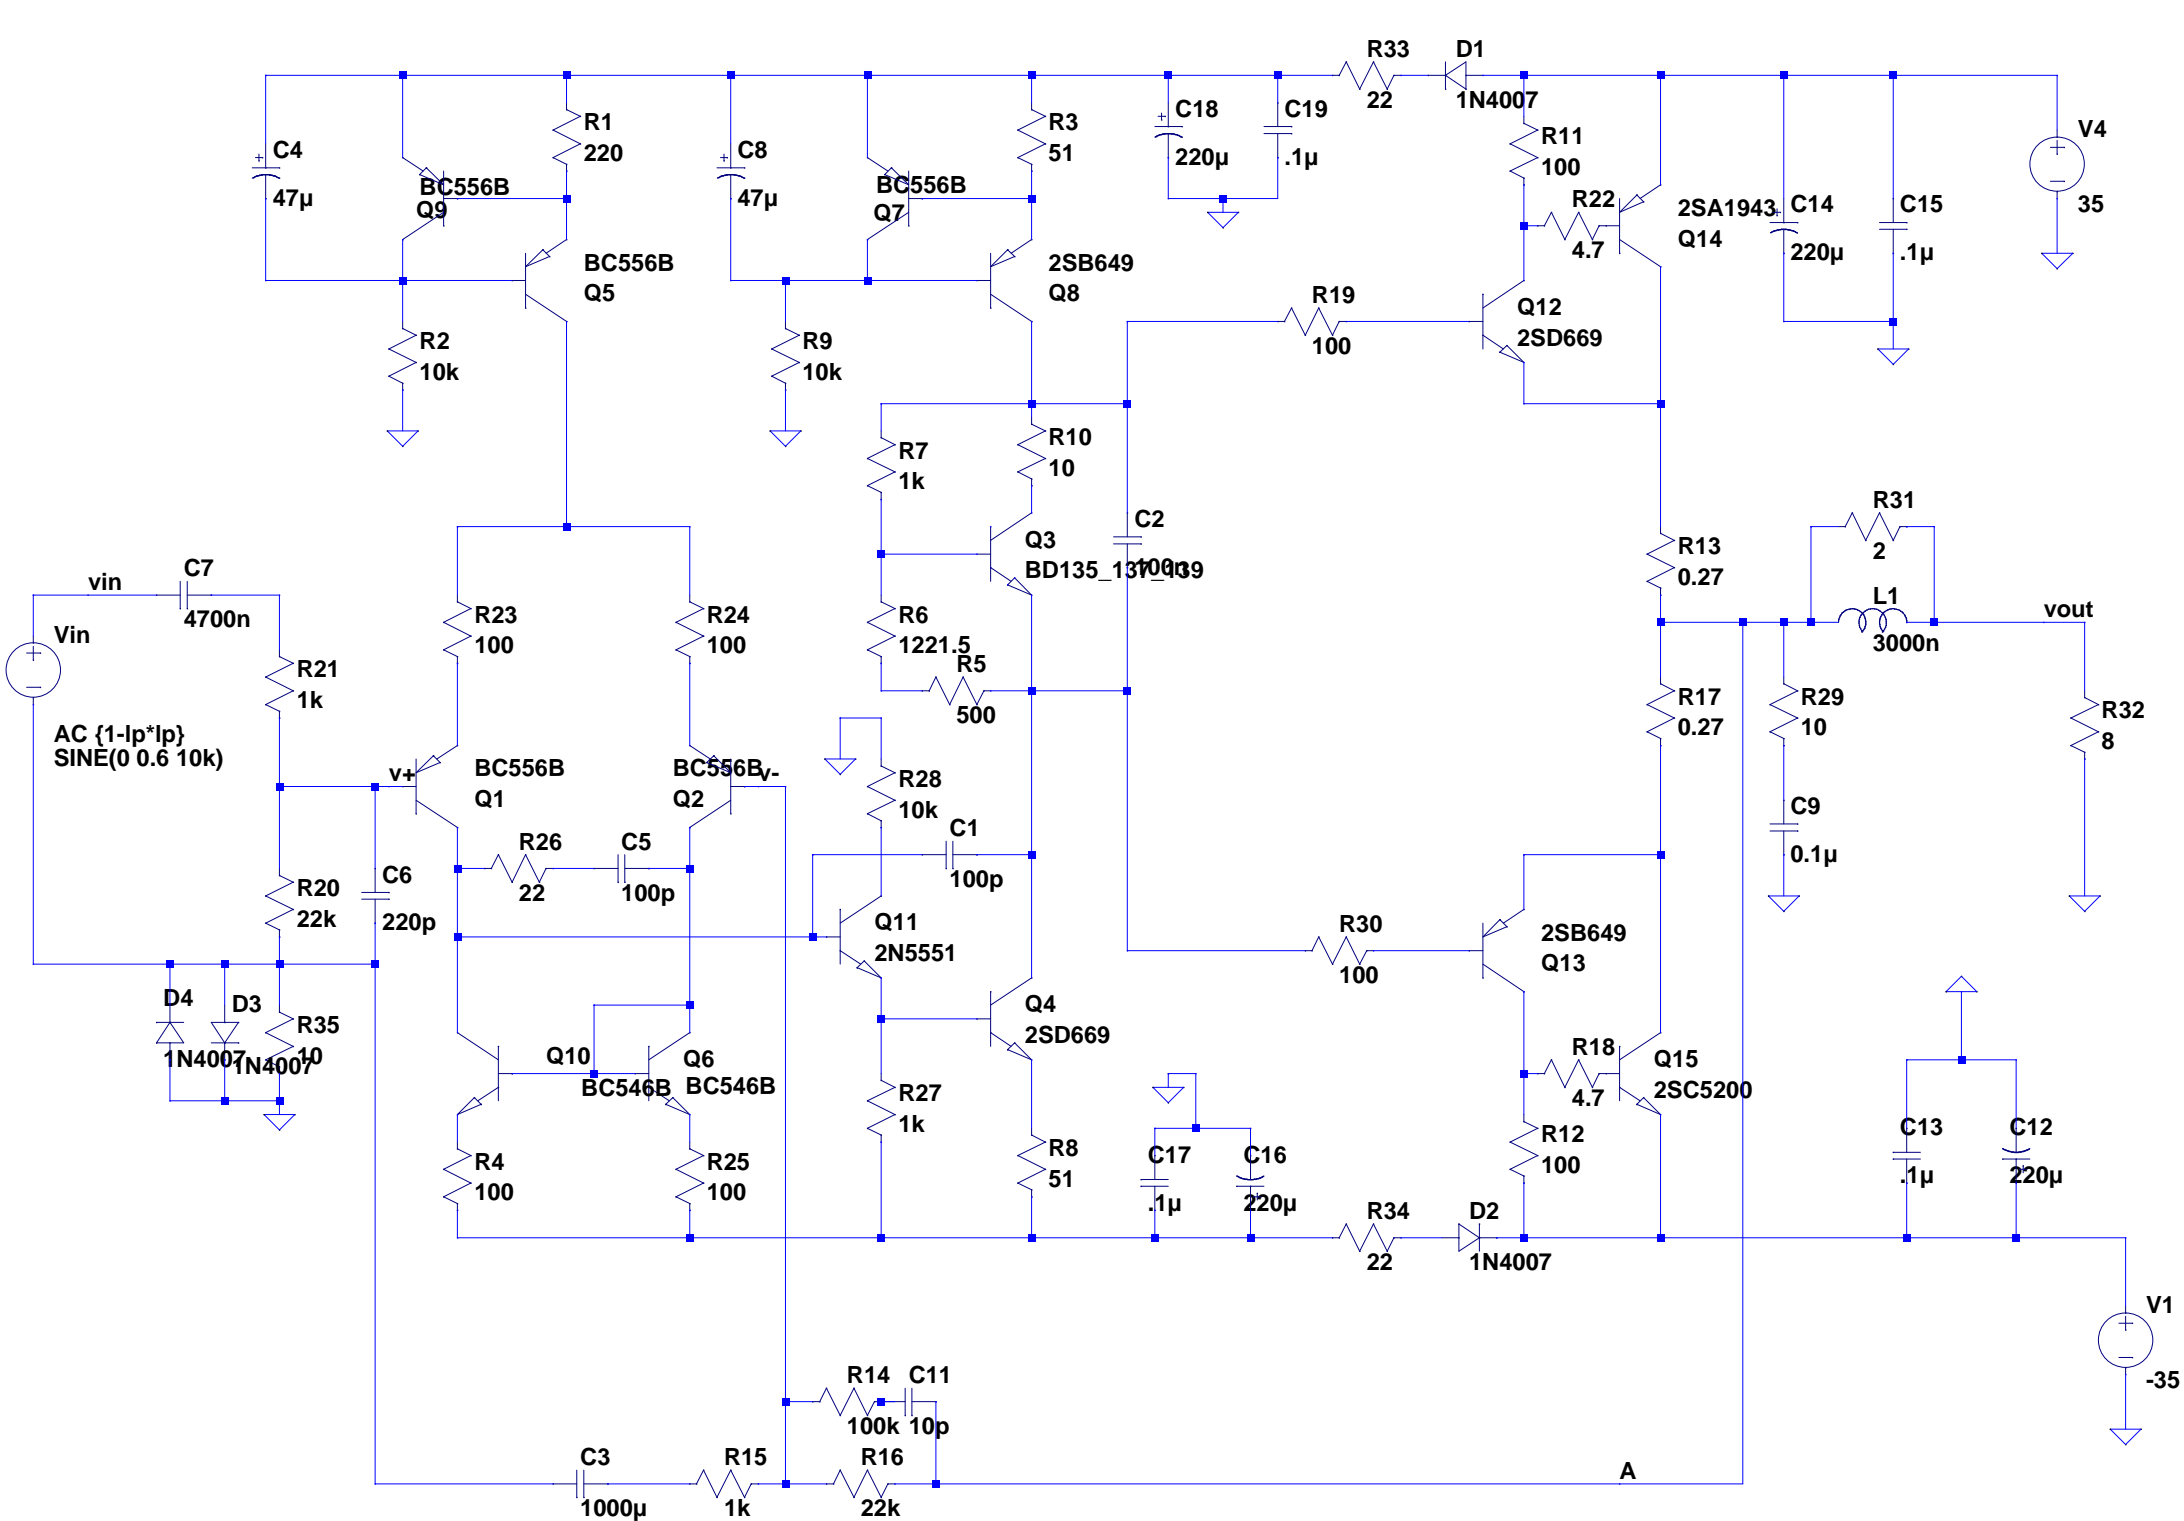 R33
D1
22
1N4007
C4
47µ
BC556B
Q9
R1
220
C8
47µ
BC556B
Q7
R3
51
C18
220µ
C19
.1µ
R11
100
R22
4.7
2SA1943
Q14
C14
220µ
C15
.1µ
V4
35
BC556B
Q5
2SB649
Q8
R2
10k
R9
10k
R19
100
Q12
2SD669
R7
1k
R10
10
C2
100n
Q3
BD135_137_139
R6
1221.5
R5
500
R13
0.27
R31
2
L1
3000n
vout
R17
0.27
R29
10
R32
8
C9
0.1µ
vin
C7
4700n
Vin
R21
1k
AC {1-lp*lp}
SINE(0 0.6 10k)
R23
100
R24
100
v+
BC556B
Q1
BC556B
Q2
v-
R28
10k
R26
22
C5
100p
C1
100p
R20
22k
C6
220p
Q11
2N5551
R30
100
2SB649
Q13
D4
1N4007
D3
1N4007
R35
10
Q10
BC546B
Q6
BC546B
Q4
2SD669
R18
4.7
Q15
2SC5200
R27
1k
R4
100
R25
100
R8
51
C17
.1µ
C16
220µ
R12
100
C13
.1µ
C12
220µ
R34
22
D2
1N4007
V1
-35
R14
100k
C11
10p
C3
1000µ
R15
1k
R16
22k
A